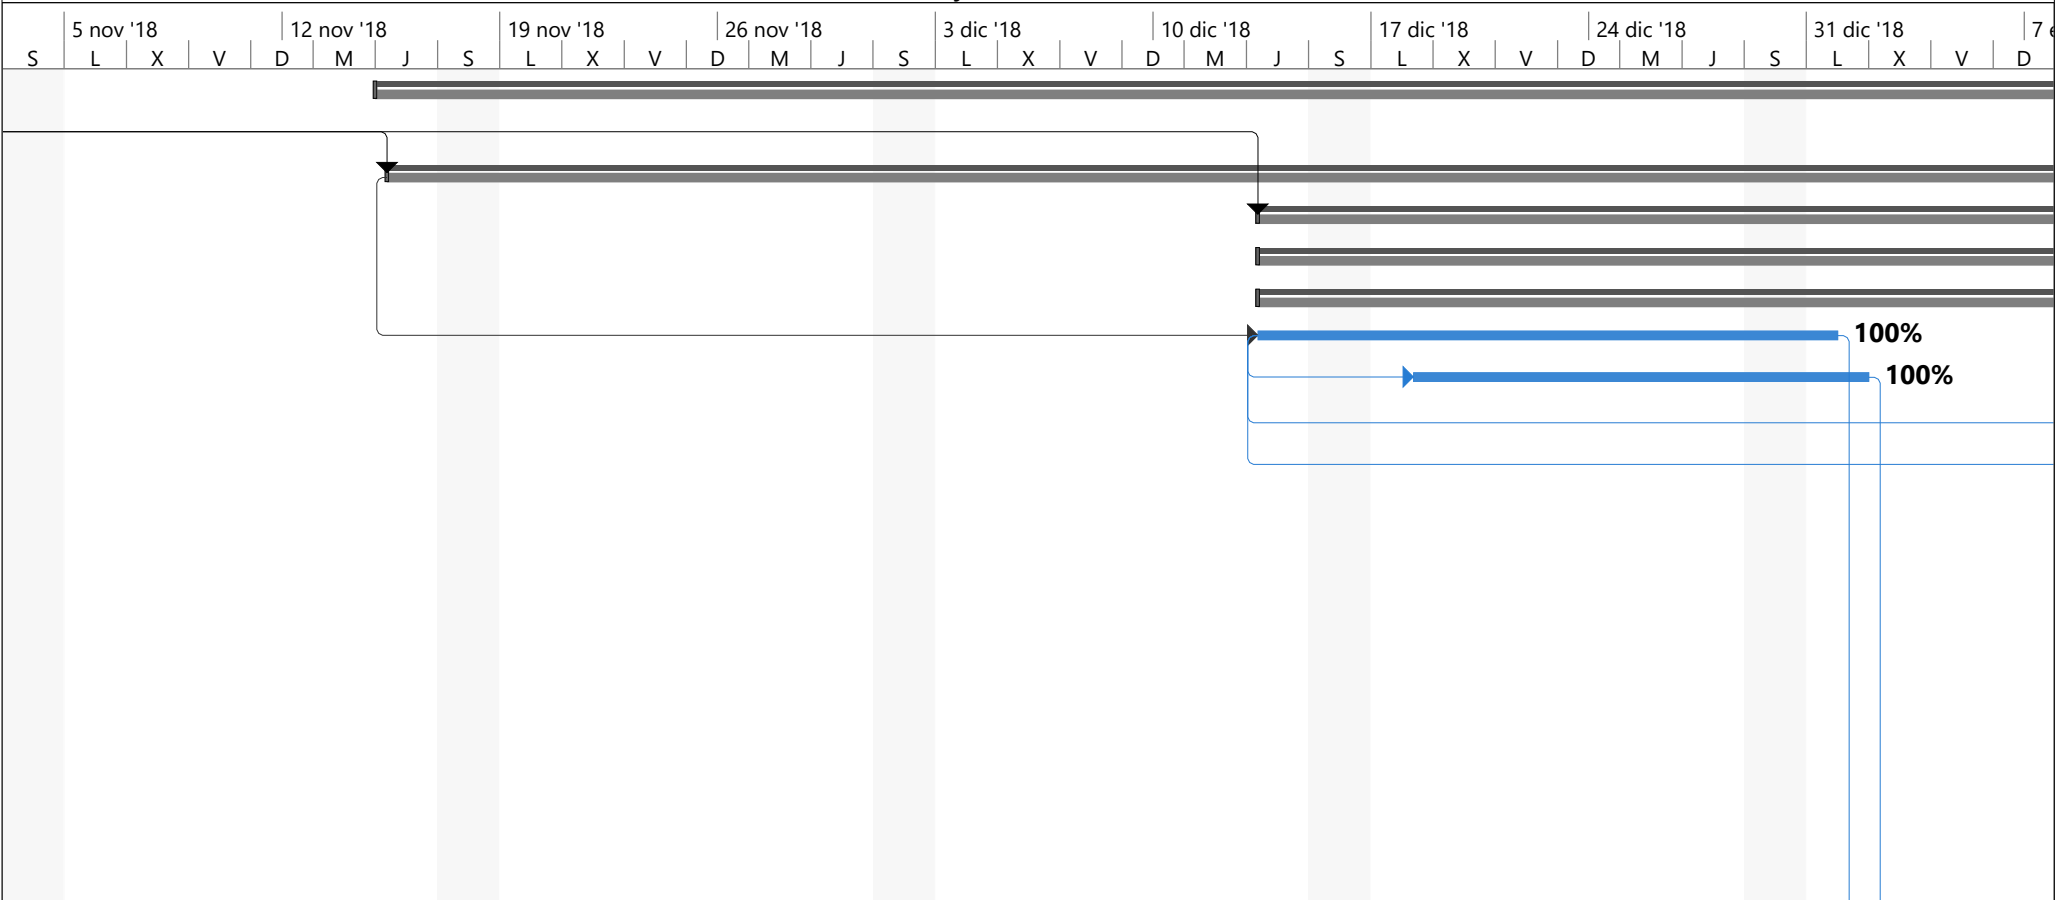 5 nov '18 12 nov '18 19 nov '18 26 nov '18 3 dic '18 10 dic '18 17 dic '18 24 dic '18 31 dic '18 7
S L X V D M J S L X V D M J S L X V D M J S L X V D M J S L X V D
100%
100%